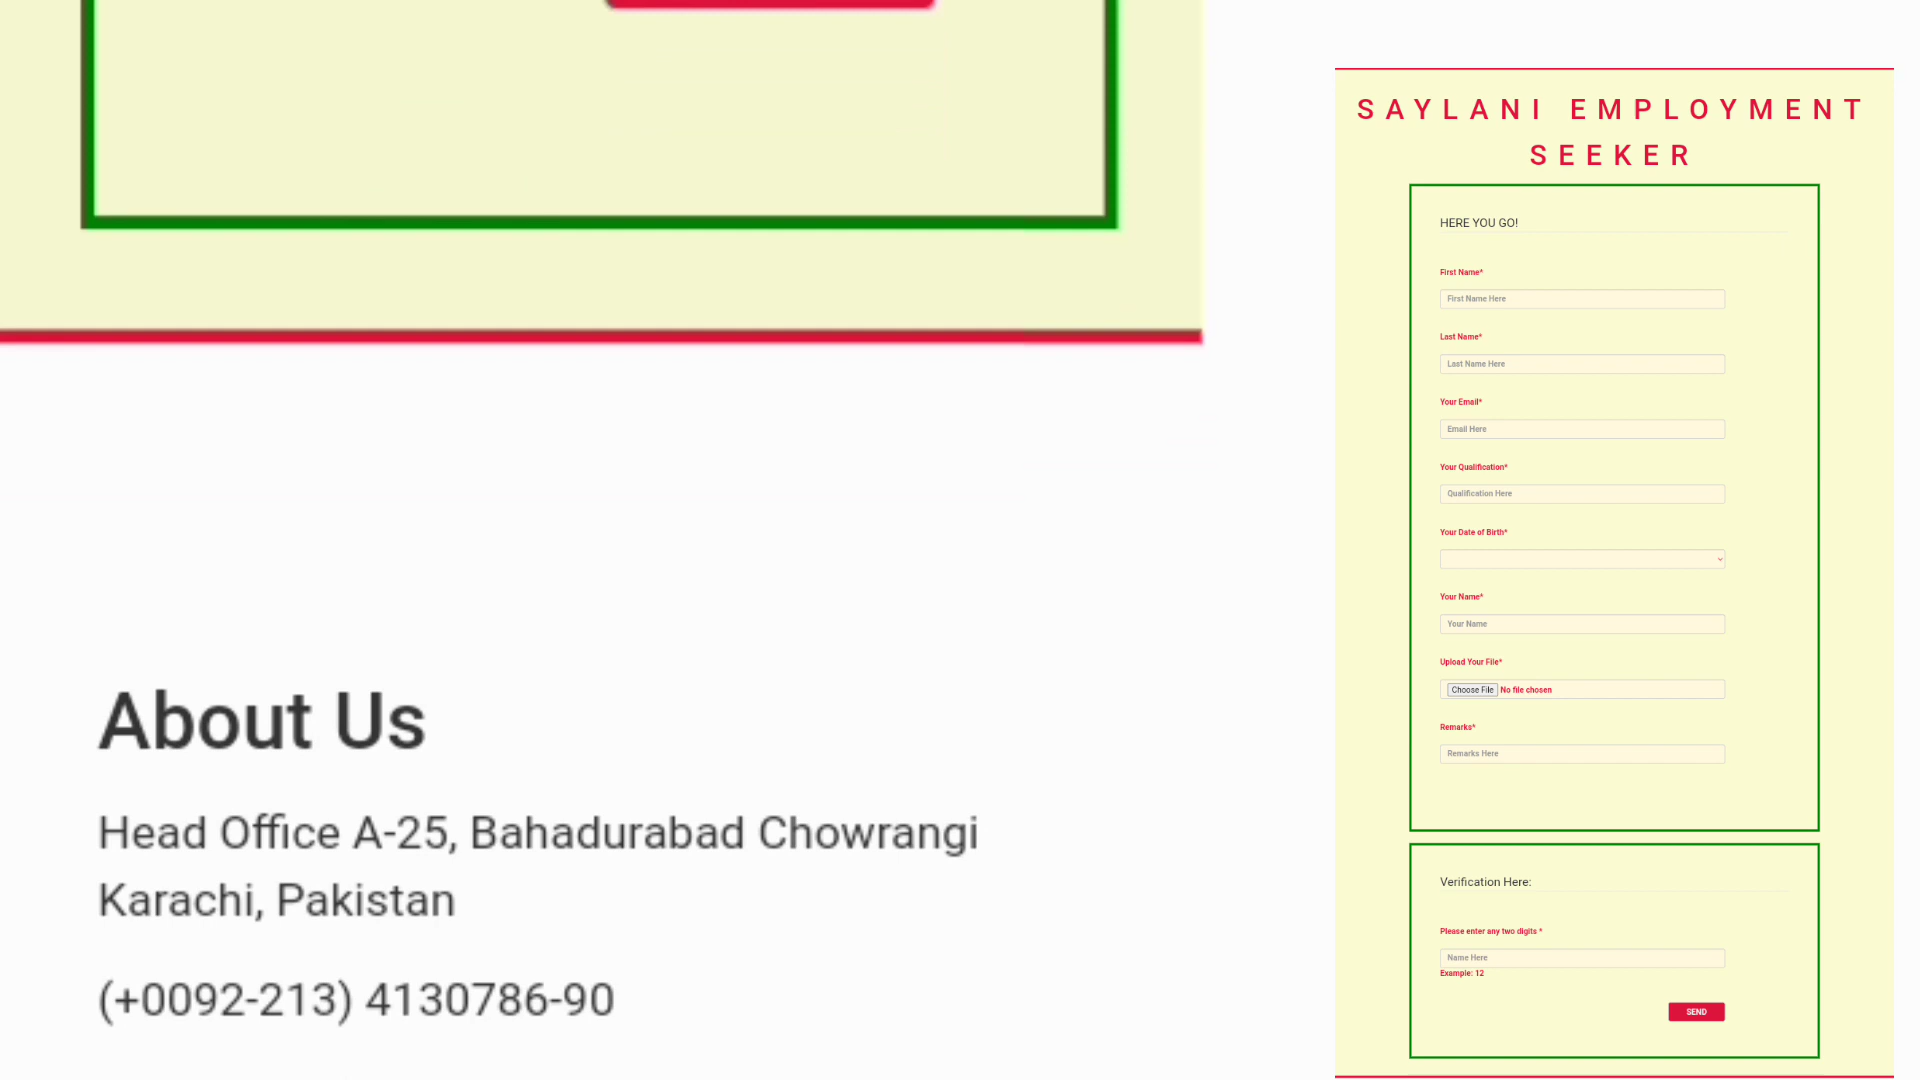 About Us
Head Office A-25, Bahadurabad Chowrangi
Karachi, Pakistan
(+0092-213) 4130786-90
SAYLANI EMPLOYMENT
SEEKER
HERE YOU GO!
First Name*
First Name Here
Last Name*
Last Name Here
Your Email*
Email Here
Your Qualification*
Qualification Here
Your Date of Birth*
Your Name*
Your Name
Upload Your File*
Choose File No file chosen
Remarks*
Remarks Here
Verification Here:
Please enter any two digits *
Name Here
Example: 12
SEND